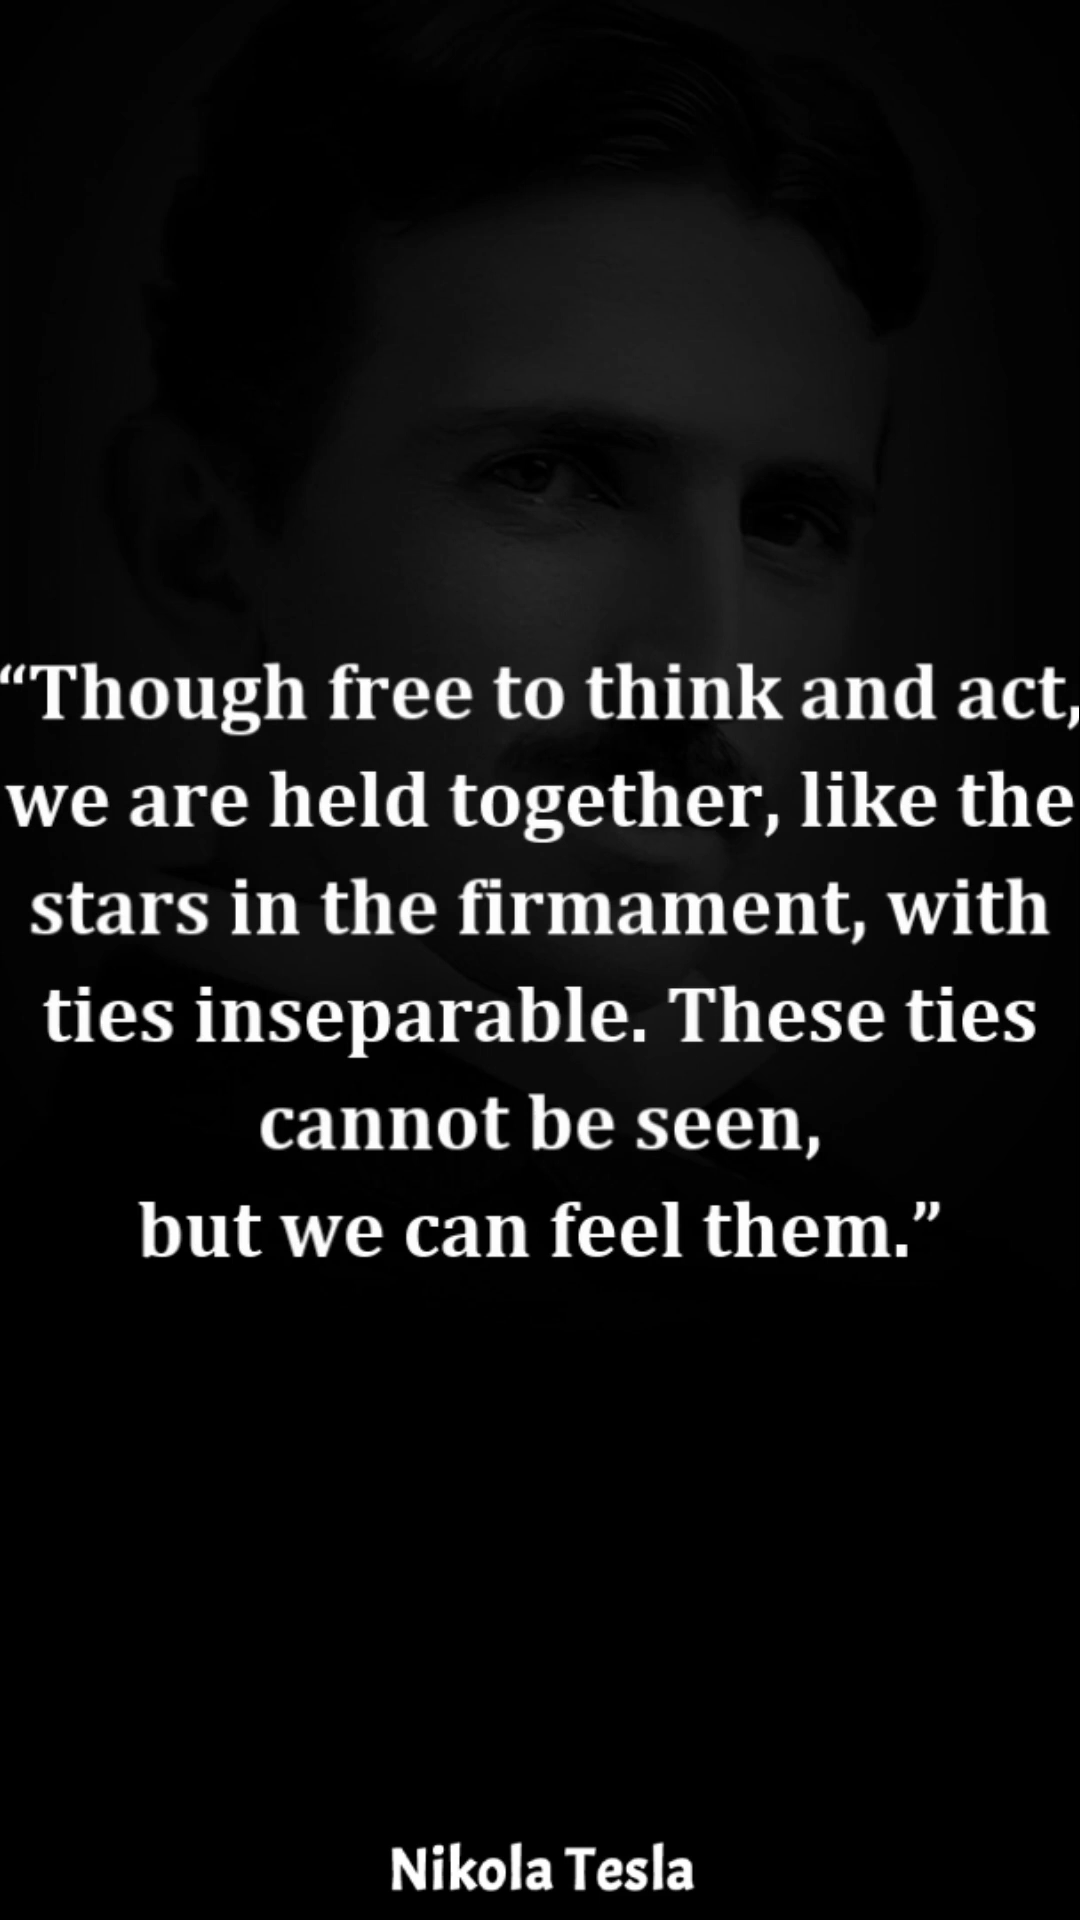 “Though free to think and act,
we are held together, like the
stars in the firmament, with
ties inseparable. These ties
cannot be seen,
but we can feel them.”
Nikola Tesla